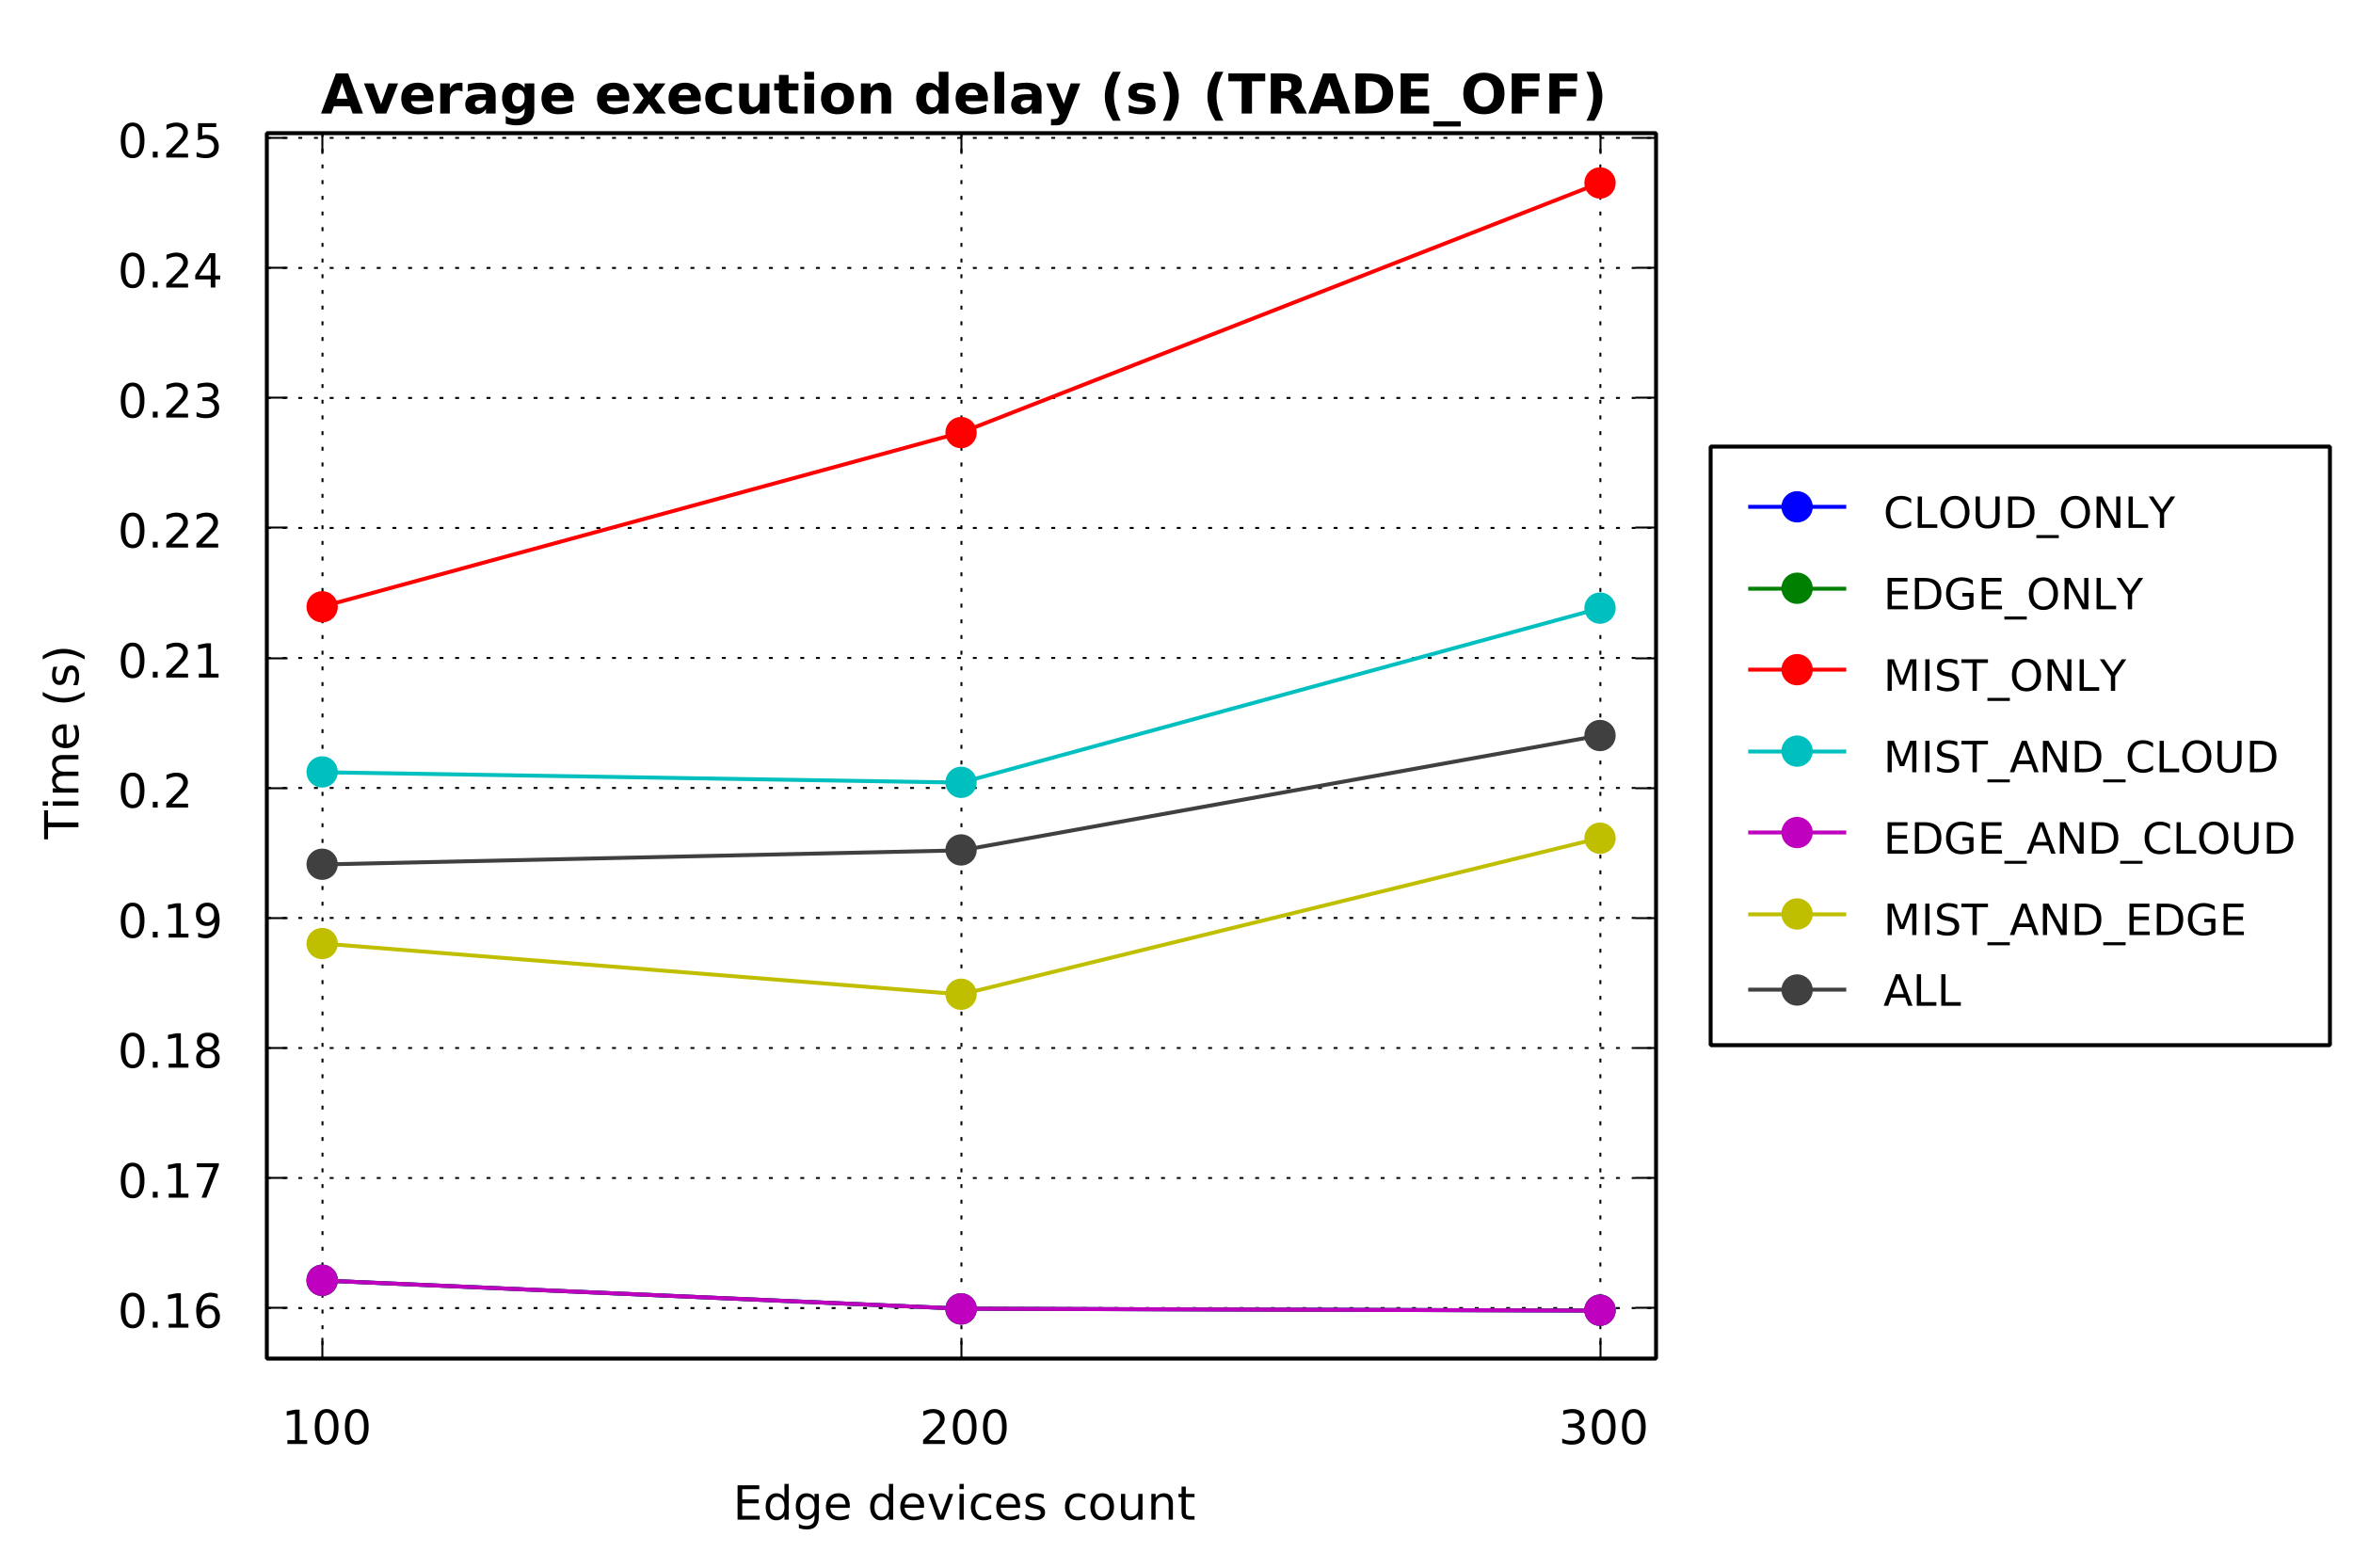 Average execution delay (s) (TRADE_OFF)
0.25
0.24
0.23
0.22
0.21
0.2
0.19
0.18
0.17
0.16
Time (s)
100
200
300
Edge devices count
CLOUD_ONLY
EDGE_ONLY
MIST_ONLY
MIST_AND_CLOUD
EDGE_AND_CLOUD
MIST_AND_EDGE
ALL